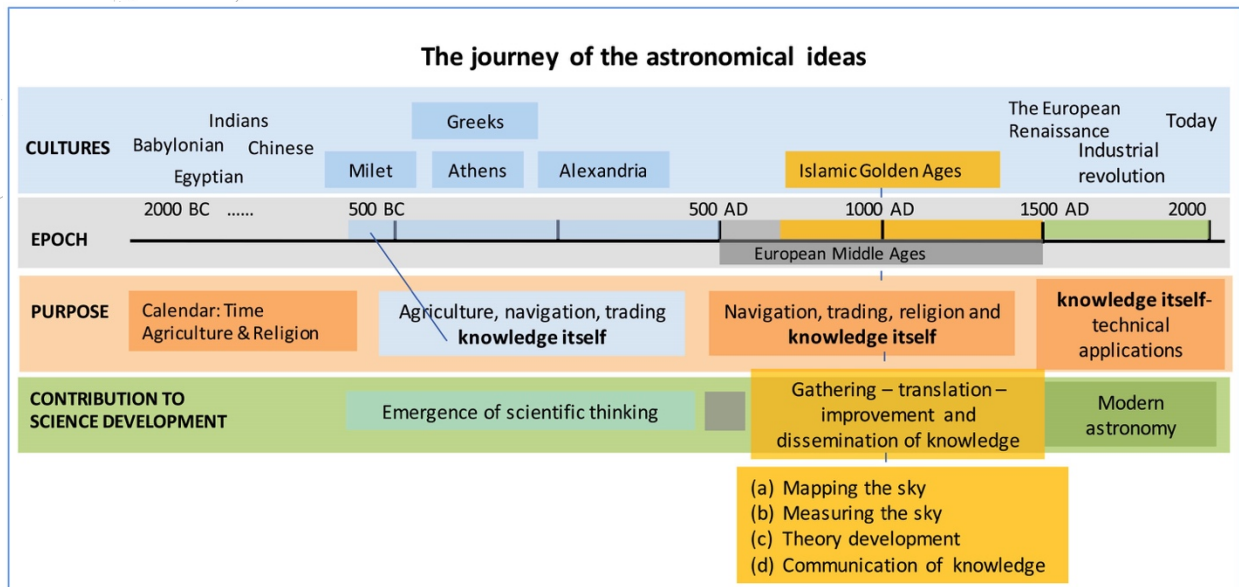 The journey of the astronomical ideas
CULTURES
Indians
Babylonian
Chinese
Egyptian
Greeks
Milet
Athens
Alexandria
Islamic Golden Ages
The European
Renaissance
Industrial
revolution
Today
EPOCH
2000 BC ......
500 BC
500 AD
1000 AD
1500 AD
2000
European Middle Ages
PURPOSE
Calendar: Time
Agriculture & Religion
Agriculture, navigation, trading
knowledge itself
Navigation, trading, religion and
knowledge itself
knowledge itself-
technical
applications
CONTRIBUTION TO
SCIENCE DEVELOPMENT
Emergence of scientific thinking
Gathering – translation –
improvement and
dissemination of knowledge
Modern
astronomy
(a) Mapping the sky
(b) Measuring the sky
(c) Theory development
(d) Communication of knowledge